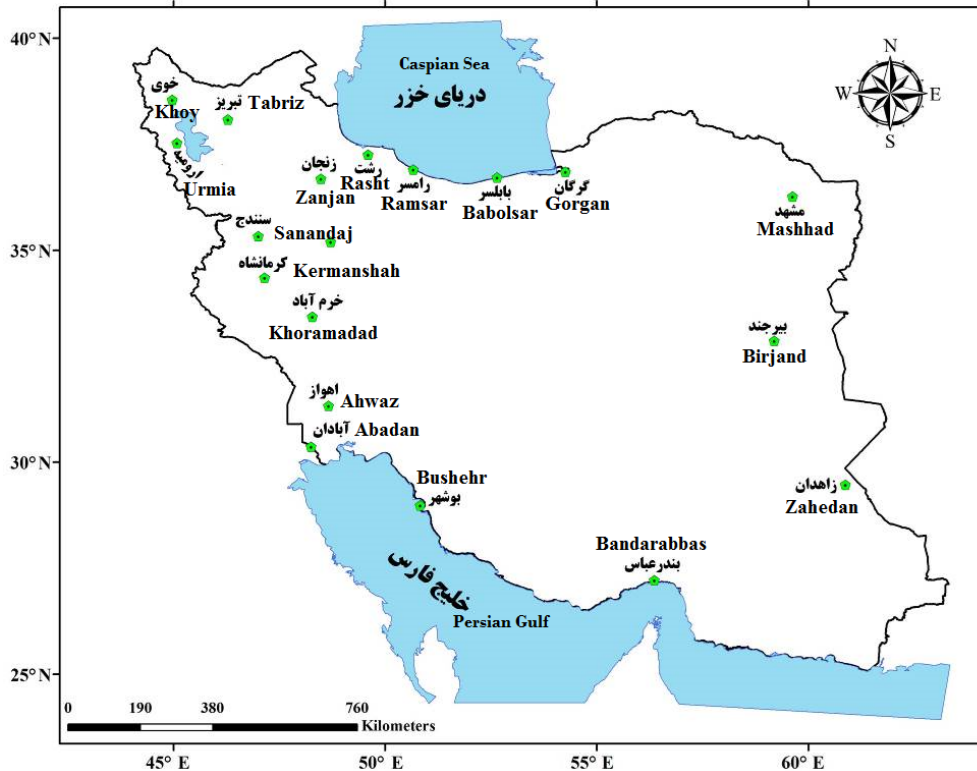 40° N
35° N
30° N
25° N
N
W
E
S
Caspian Sea
دریای خزر
خوی
Khoy
تبریز
Tabriz
ارومیه
Urmia
زنجان
Zanjan
رشت
Rasht
رامسر
Ramsar
بابلسر
Babolsar
گرگان
Gorgan
مشهد
Mashhad
سنندج
Sanandaj
کرمانشاه
Kermanshah
خرم آباد
Khoramadad
بیرجند
Birjand
اهواز
Ahwaz
آبادان
Abadan
Bushehr
بوشهر
زاهدان
Zahedan
Bandarabbas
بندرعباس
خلیج فارس
Persian Gulf
0 190 380 760
Kilometers
45° E 50° E 55° E 60° E